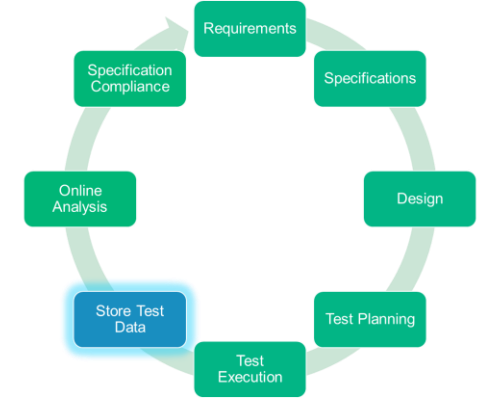 Requirements
Specifications
Design
Test Planning
Test
Execution
Store Test
Data
Online
Analysis
Specification
Compliance